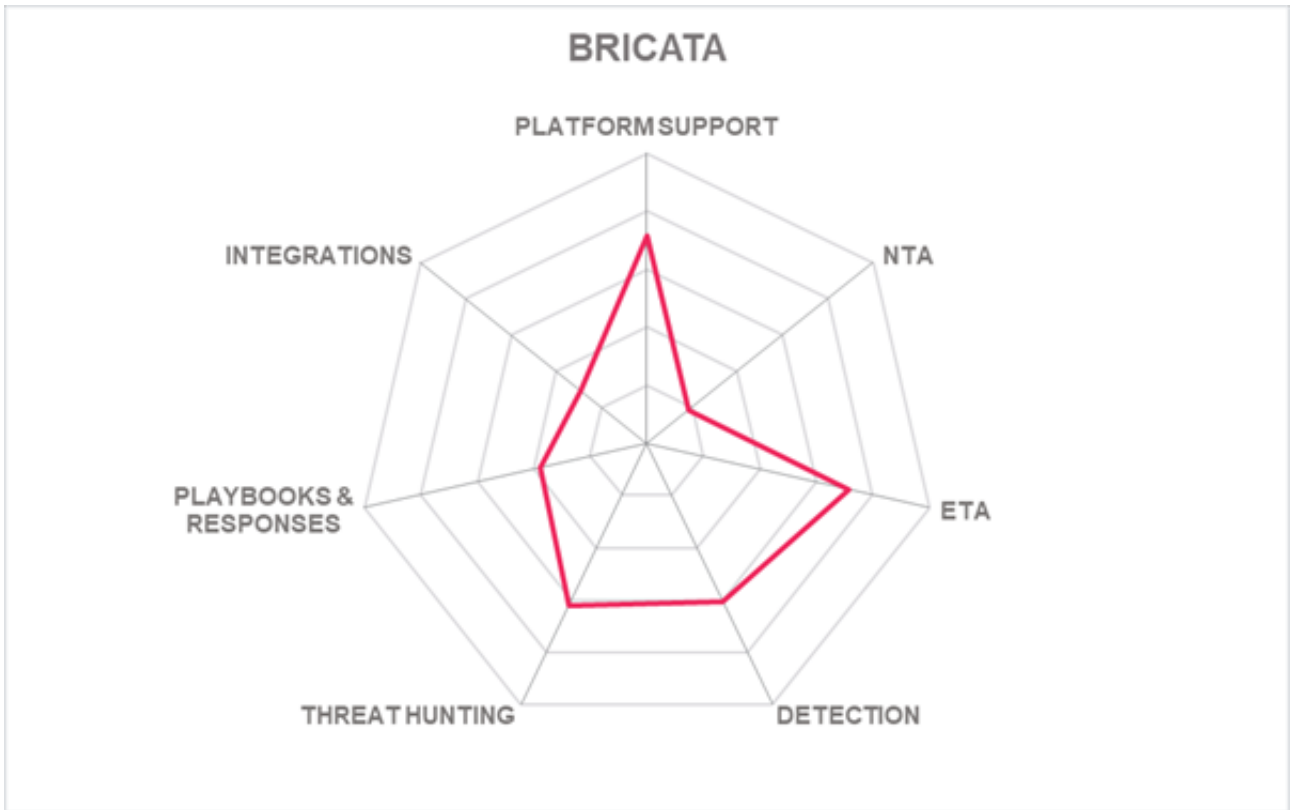 BRICATA
PLATFORM SUPPORT
NTA
INTEGRATIONS
ETA
PLAYBOOKS &
RESPONSES
THREAT HUNTING
DETECTION